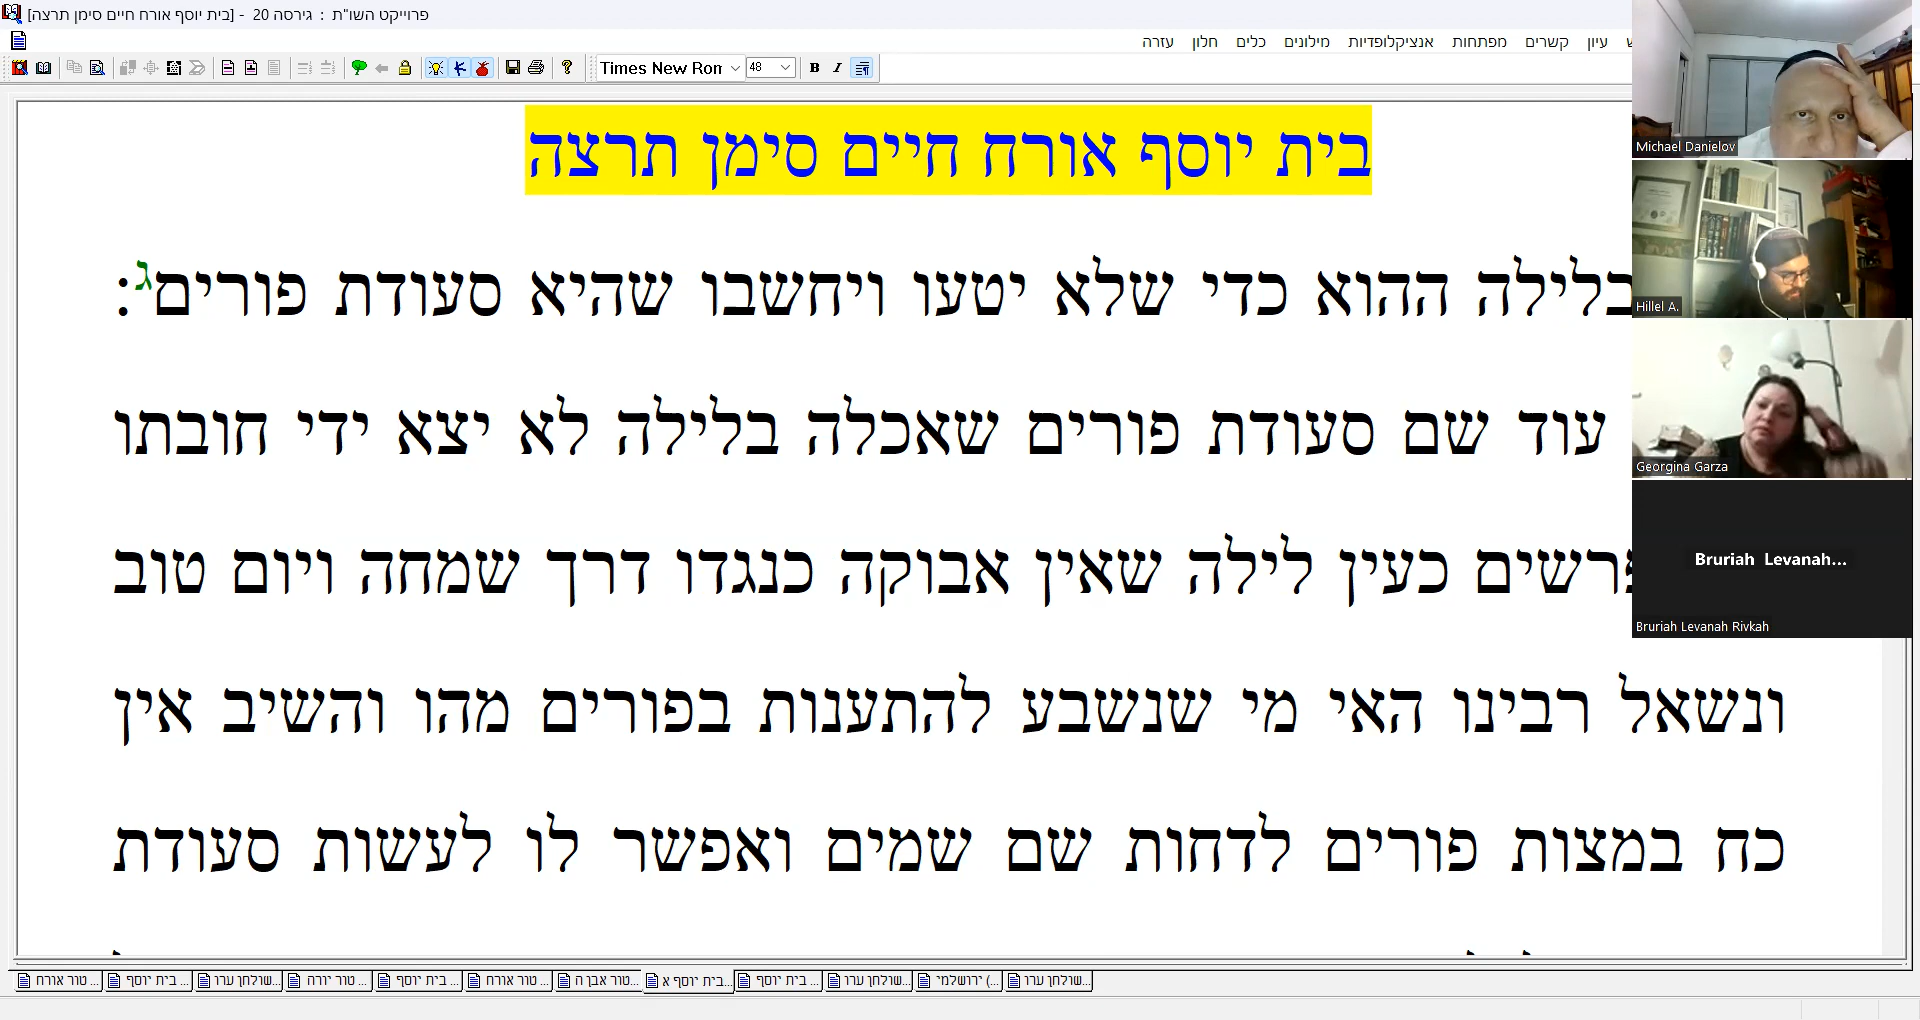 פרוייקט השו"ת : גירסה 20 - [בית יוסף אורח חיים סימן תרצה]
עיון קשרים מפתחות אנציקלופדיות מילונים כלים חלון עזרה
Times New Ron 48 B I
בית יוסף אורח חיים סימן תרצה
בלילה ההוא כדי שלא יטעו ויחשבו שהיא סעודת פוריםג:
עוד שם סעודת פורים שאכלה בלילה לא יצא ידי חובתו
פרשים כעין לילה שאין אבוקה כנגדו דרך שמחה ויום טוב
ונשאל רבינו האי מי שנשבע להתענות בפורים מהו והשיב אין
כח במצות פורים לדחות שם שמים ואפשר לו לעשות סעודת
Michael Danielov
Hillel A.
Georgina Garza
Bruriah Levanah...
Bruriah Levanah Rivkah
טור אורח ...
בית יוסף ...
שולחן ערו...
טור יורה ...
בית יוסף ...
טור אורח ...
טור אבן ה...
בית יוסף א...
בית יוסף ...
שולחן ערו...
ירושלמי (...
שולחן ערו...